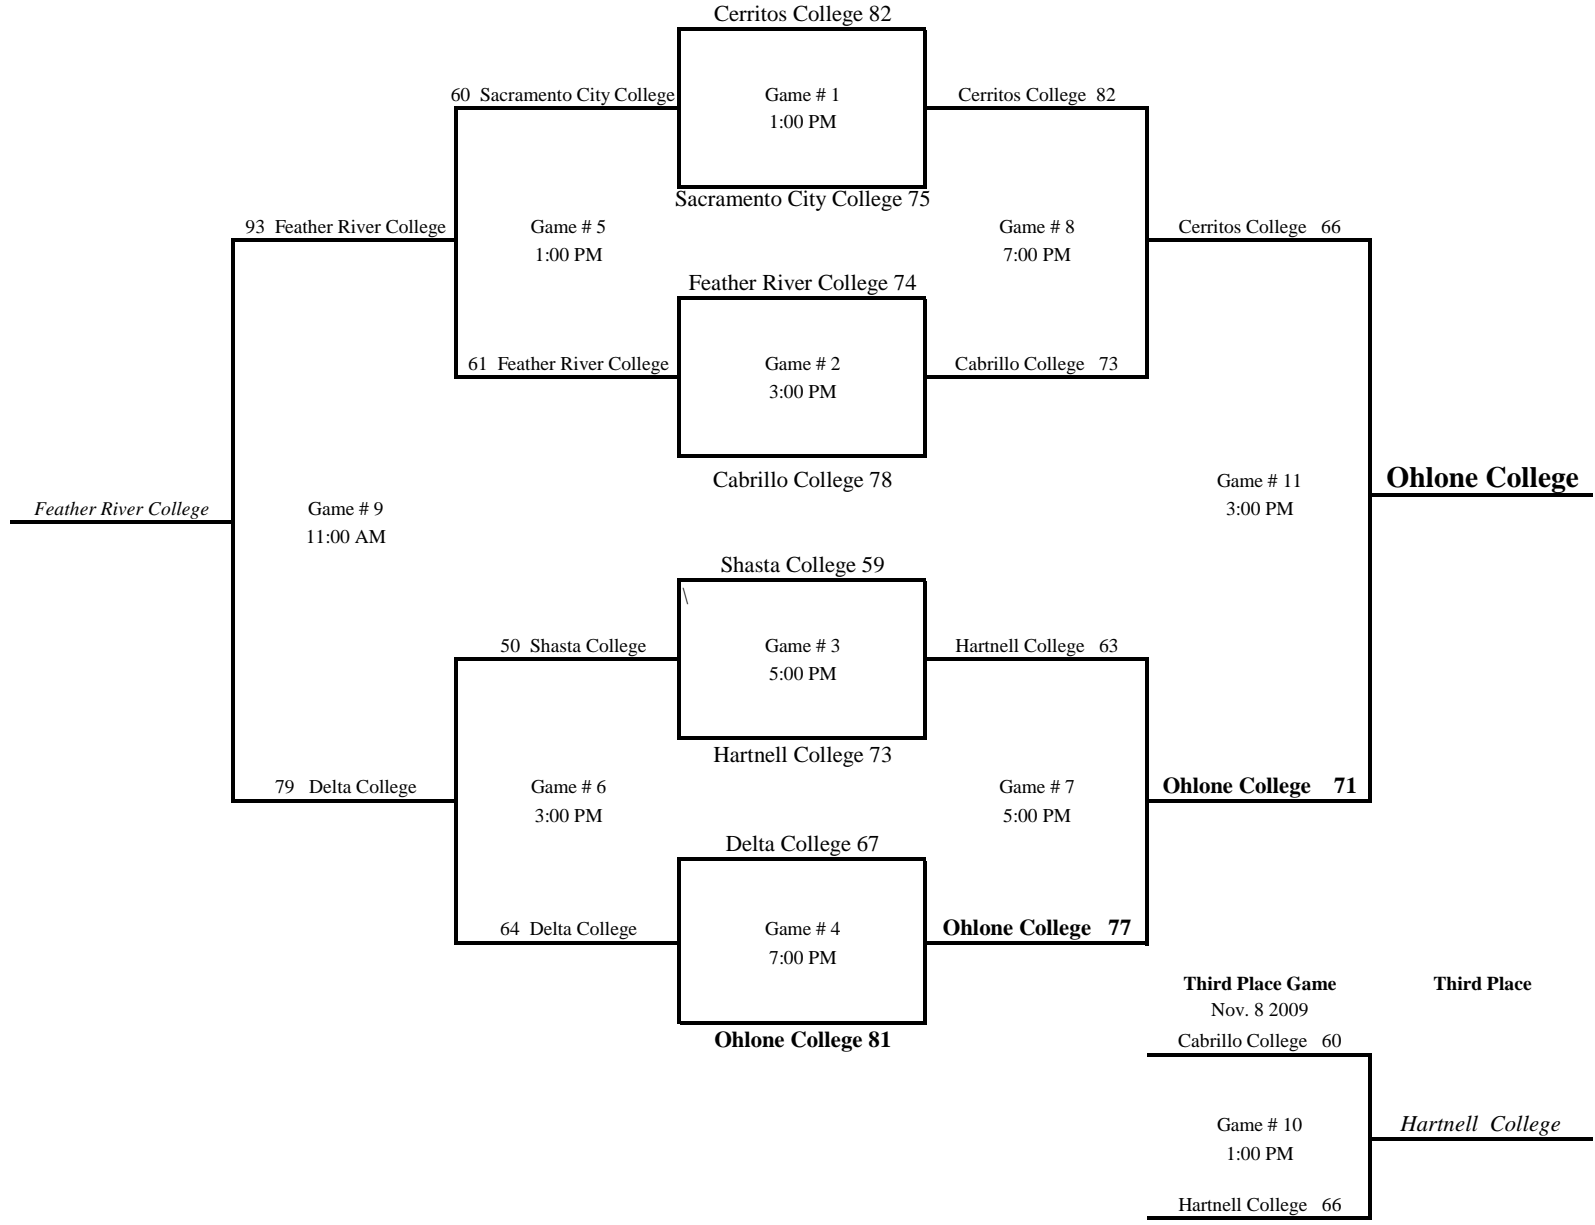 Cerritos College 82
60 Sacramento City College
Game # 1
Cerritos College 82
1:00 PM
Sacramento City College 75
93 Feather River College
Game # 5
Game # 8
Cerritos College 66
1:00 PM
7:00 PM
Feather River College 74
61 Feather River College
Game # 2
Cabrillo College 73
3:00 PM
Cabrillo College 78
Game # 11
Ohlone College
Feather River College
Game # 9
3:00 PM
11:00 AM
Shasta College 59
\
50 Shasta College
Game # 3
Hartnell College 63
5:00 PM
Hartnell College 73
79 Delta College
Game # 6
Game # 7
Ohlone College 71
3:00 PM
5:00 PM
Delta College 67
64 Delta College
Game # 4
Ohlone College 77
7:00 PM
Third Place Game
Third Place
Nov. 8 2009
Ohlone College 81
Cabrillo College 60
Game # 10
Hartnell College
1:00 PM
Hartnell College 66